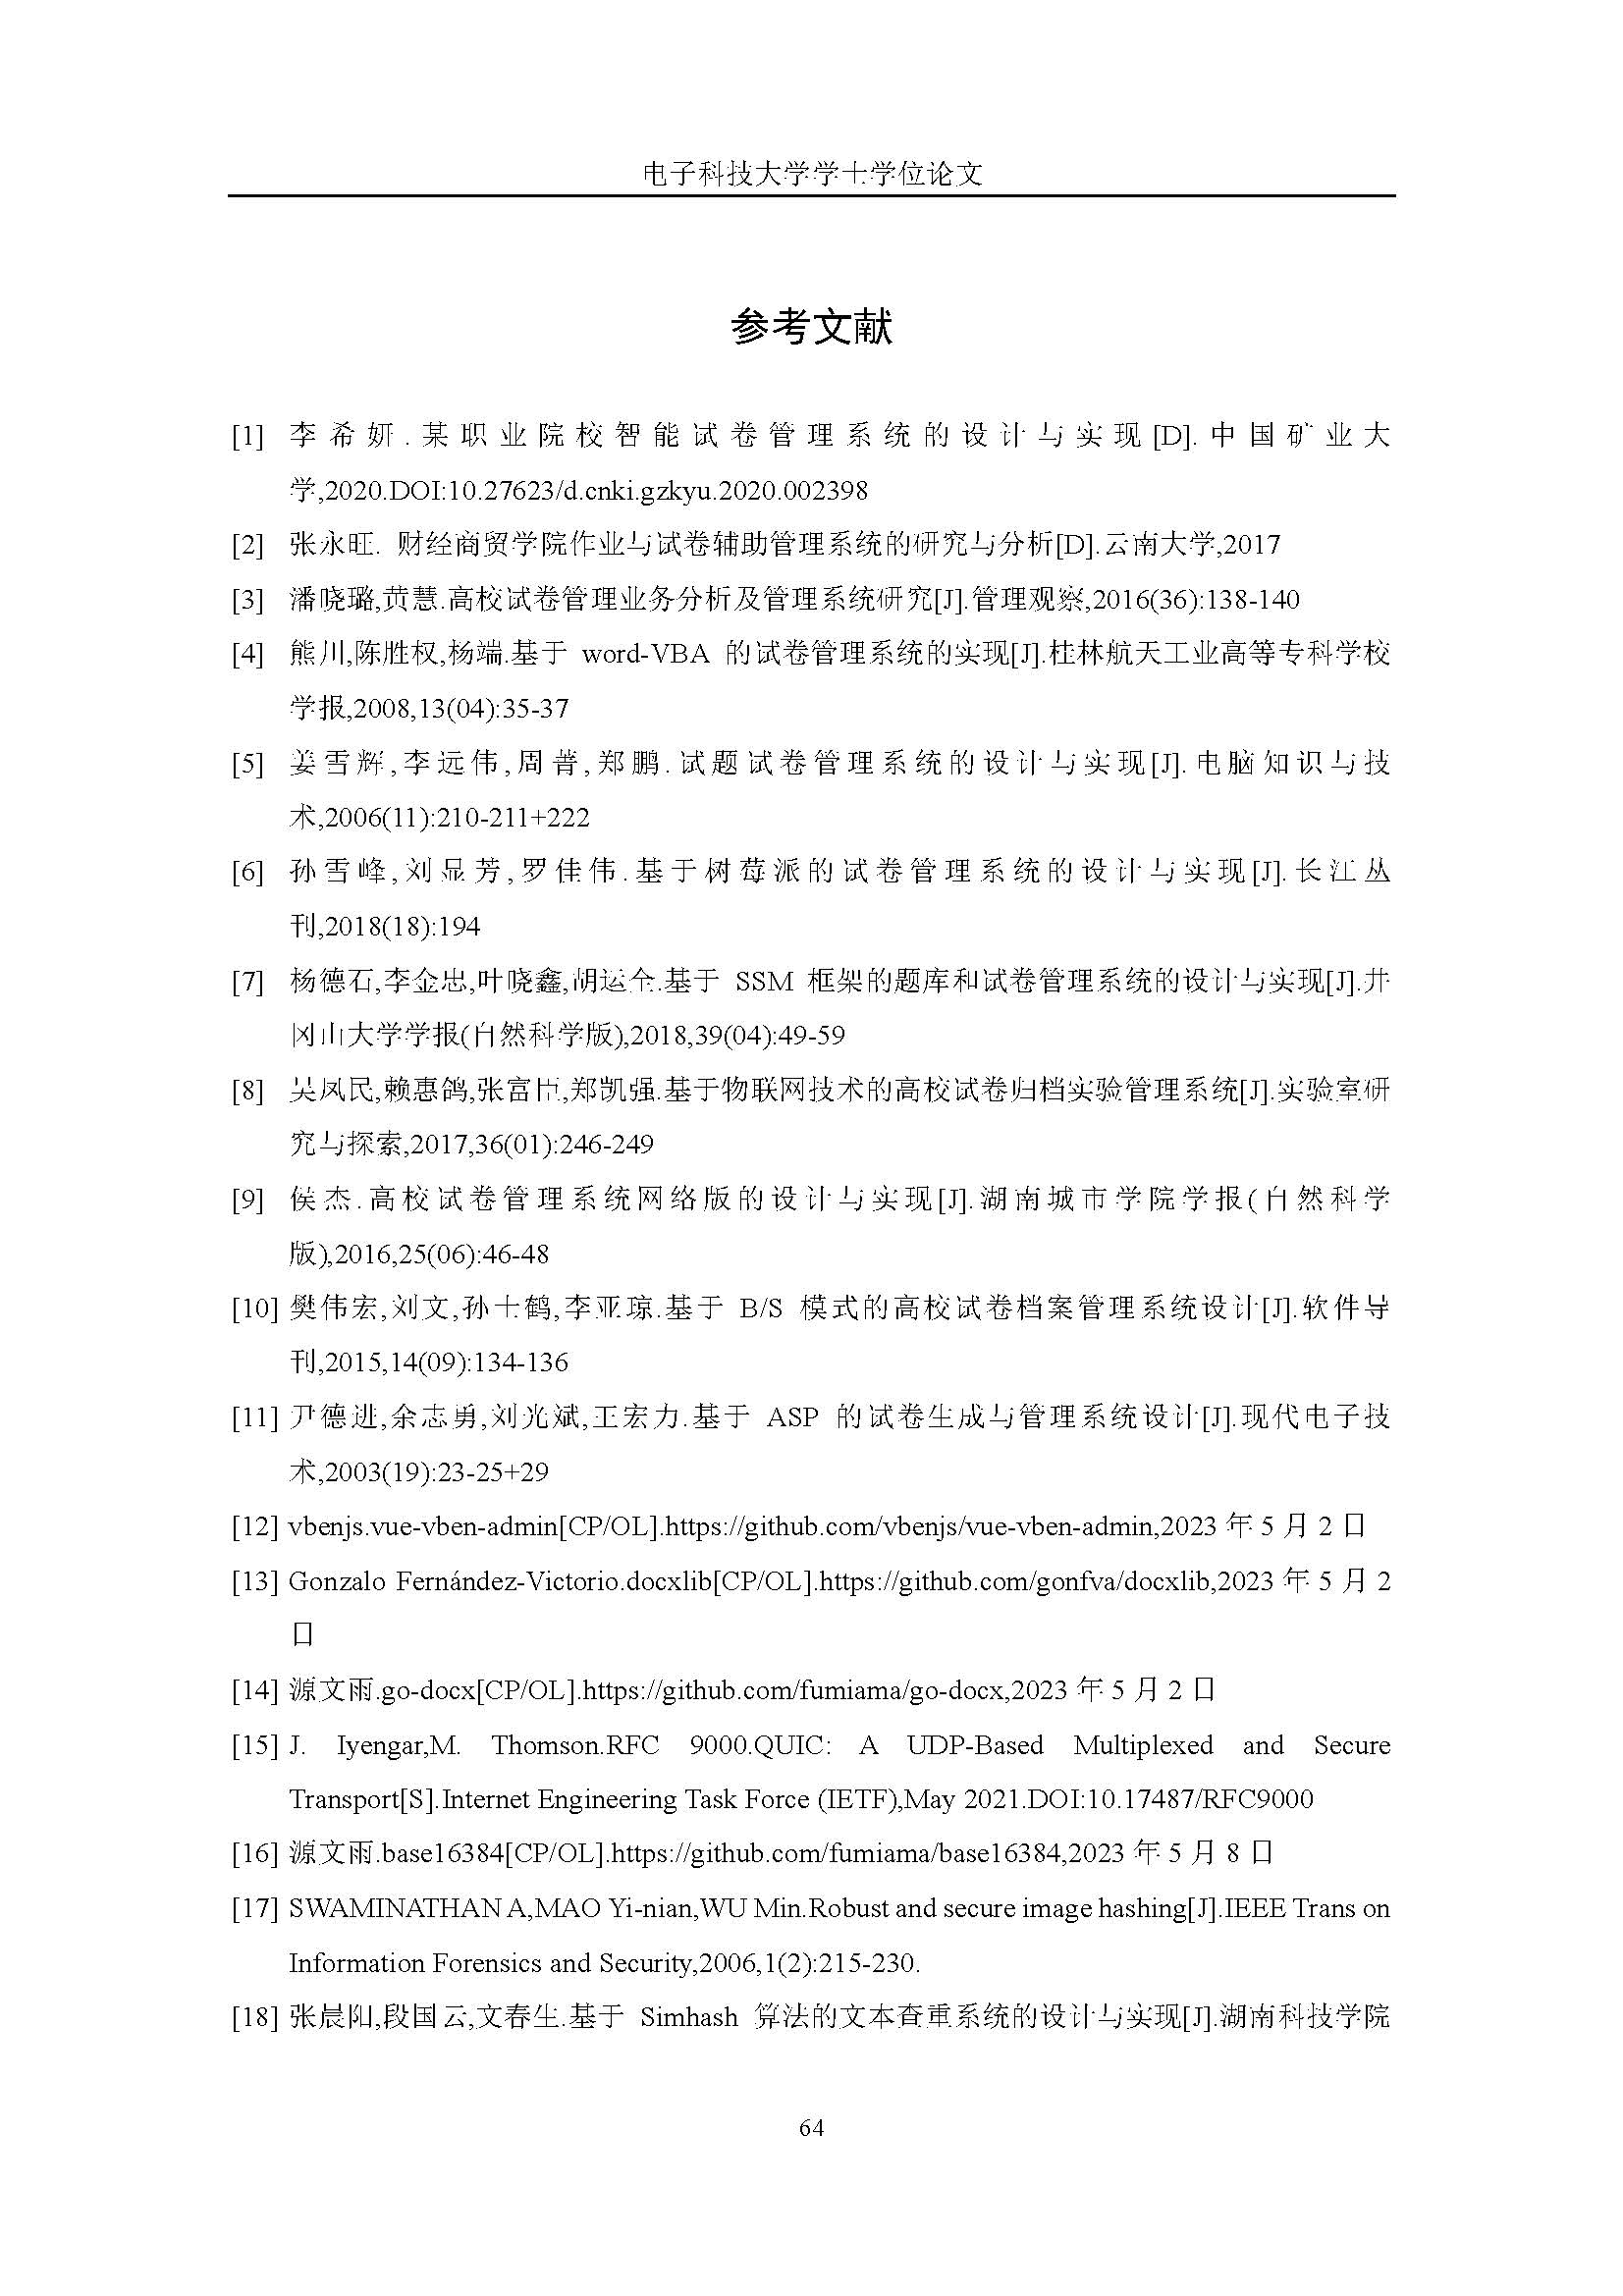 电子科技大学学士学位论文
参考文献
[1] 李希妍.某职业院校智能试卷管理系统的设计与实现[D].中国矿业大
学,2020.DOI:10.27623/d.cnki.gzkyu.2020.002398
[2] 张永旺. 财经商贸学院作业与试卷辅助管理系统的研究与分析[D].云南大学,2017
[3] 潘晓璐,黄慧.高校试卷管理业务分析及管理系统研究[J].管理观察,2016(36):138-140
[4] 熊川,陈胜权,杨端.基于 word-VBA 的试卷管理系统的实现[J].桂林航天工业高等专科学校
学报,2008,13(04):35-37
[5] 姜雪辉,李远伟,周菁,郑鹏.试题试卷管理系统的设计与实现[J].电脑知识与技
术,2006(11):210-211+222
[6] 孙雪峰,刘显芳,罗佳伟.基于树莓派的试卷管理系统的设计与实现[J].长江丛
刊,2018(18):194
[7] 杨德石,李金忠,叶晓鑫,胡运全.基于 SSM 框架的题库和试卷管理系统的设计与实现[J].井
冈山大学学报(自然科学版),2018,39(04):49-59
[8] 吴凤民,赖惠鸽,张富臣,郑凯强.基于物联网技术的高校试卷归档实验管理系统[J].实验室研
究与探索,2017,36(01):246-249
[9] 侯杰.高校试卷管理系统网络版的设计与实现[J].湖南城市学院学报(自然科学
版),2016,25(06):46-48
[10] 樊伟宏,刘文,孙士鹤,李亚琼.基于 B/S 模式的高校试卷档案管理系统设计[J].软件导
刊,2015,14(09):134-136
[11] 尹德进,余志勇,刘光斌,王宏力.基于 ASP 的试卷生成与管理系统设计[J].现代电子技
术,2003(19):23-25+29
[12] vbenjs.vue-vben-admin[CP/OL].https://github.com/vbenjs/vue-vben-admin,2023 年 5 月 2 日
[13] Gonzalo Fernández-Victorio.docxlib[CP/OL].https://github.com/gonfva/docxlib,2023 年 5 月 2
日
[14] 源文雨.go-docx[CP/OL].https://github.com/fumiama/go-docx,2023 年 5 月 2 日
[15] J. Iyengar,M. Thomson.RFC 9000.QUIC: A UDP-Based Multiplexed and Secure
Transport[S].Internet Engineering Task Force (IETF),May 2021.DOI:10.17487/RFC9000
[16] 源文雨.base16384[CP/OL].https://github.com/fumiama/base16384,2023 年 5 月 8 日
[17] SWAMINATHAN A,MAO Yi-nian,WU Min.Robust and secure image hashing[J].IEEE Trans on
Information Forensics and Security,2006,1(2):215-230.
[18] 张晨阳,段国云,文春生.基于 Simhash 算法的文本查重系统的设计与实现[J].湖南科技学院
64